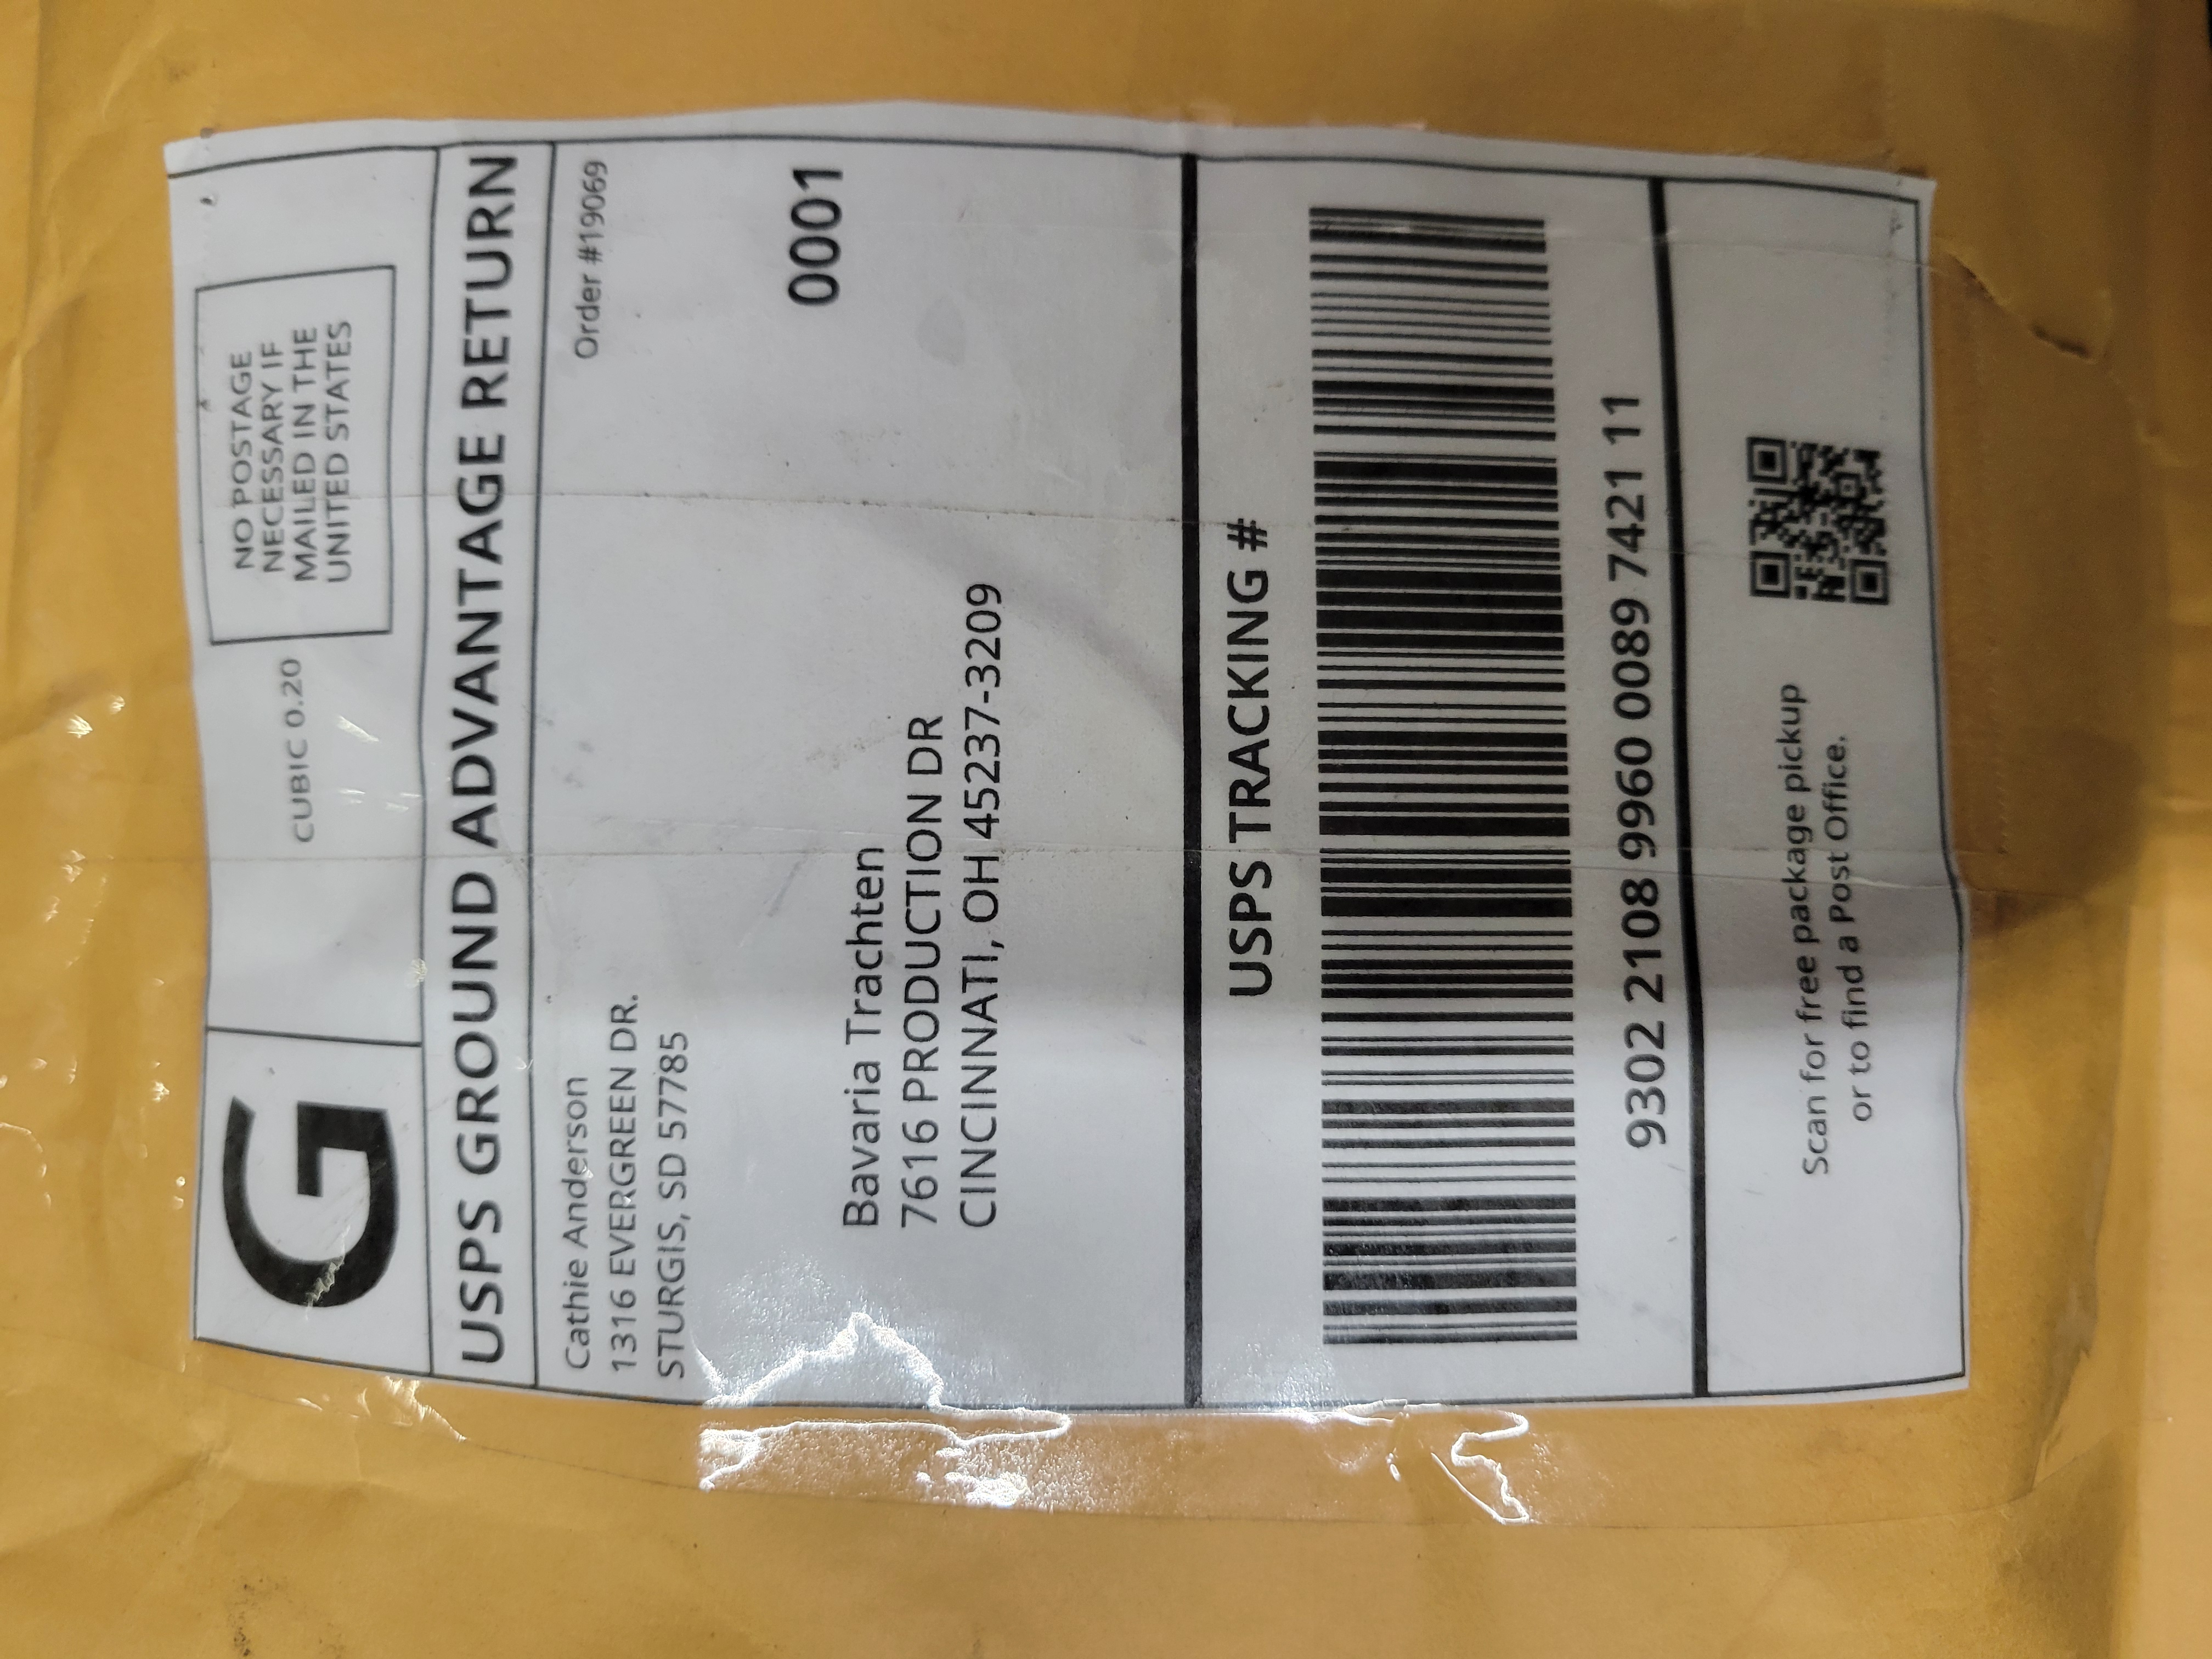 G
CUBIC 0.20
NO POSTAGE
NECESSARY IF
MAILED IN THE
UNITED STATES
USPS GROUND ADVANTAGE RETURN
Cathie Anderson
1316 EVERGREEN DR.
STURGIS, SD 57785
Order #19069
0001
Bavaria Trachten
7616 PRODUCTION DR
CINCINNATI, OH 45237-3209
USPS TRACKING #
9302 2108 9960 0089 7421 11
Scan for free package pickup
or to find a Post Office.